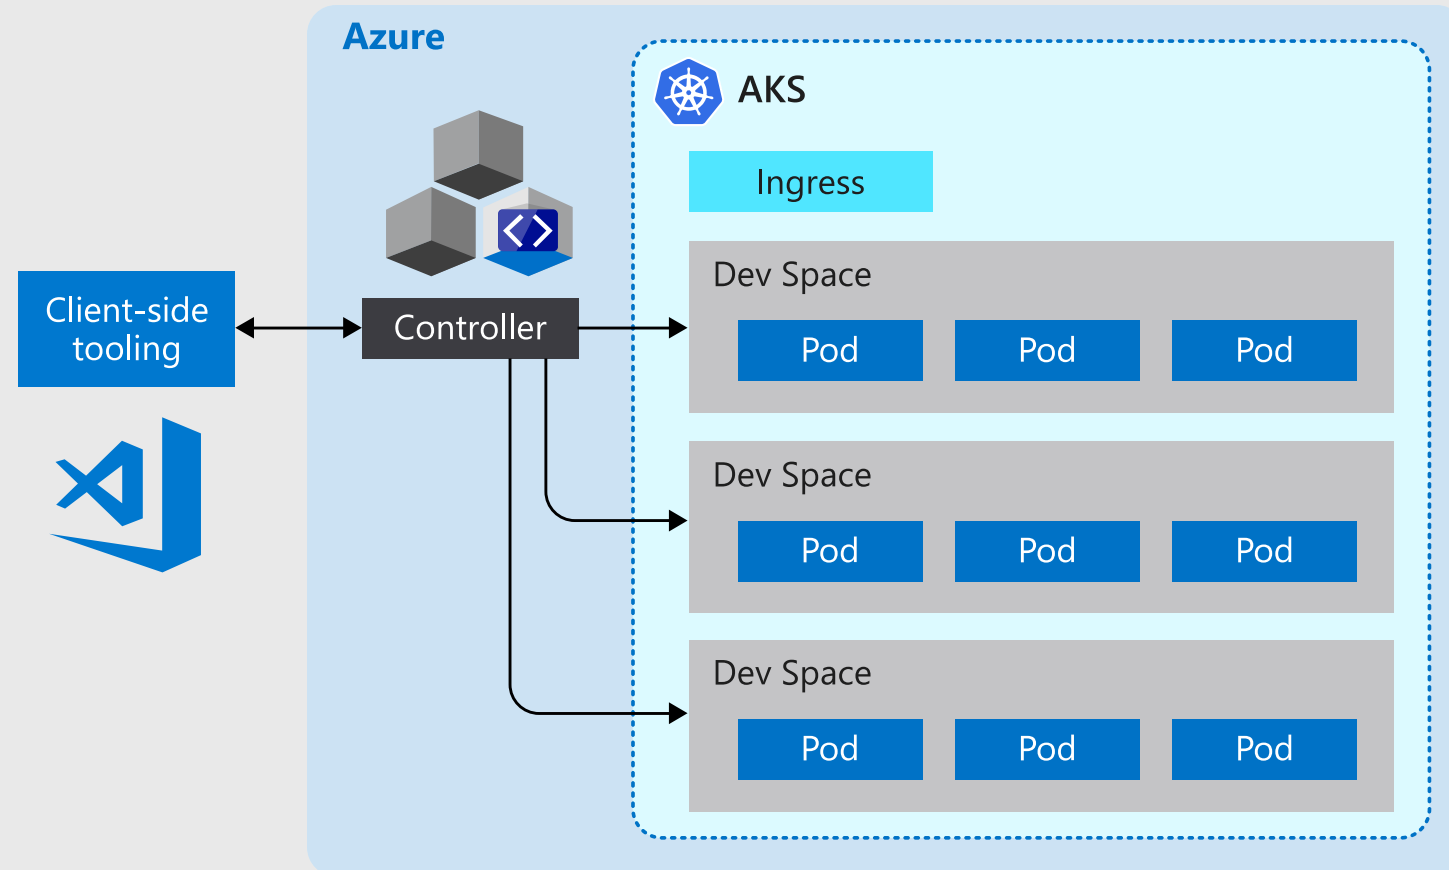 Azure
AKS
Ingress
Client-side
tooling
Controller
Dev Space
Pod
Pod
Pod
Dev Space
Pod
Pod
Pod
Dev Space
Pod
Pod
Pod